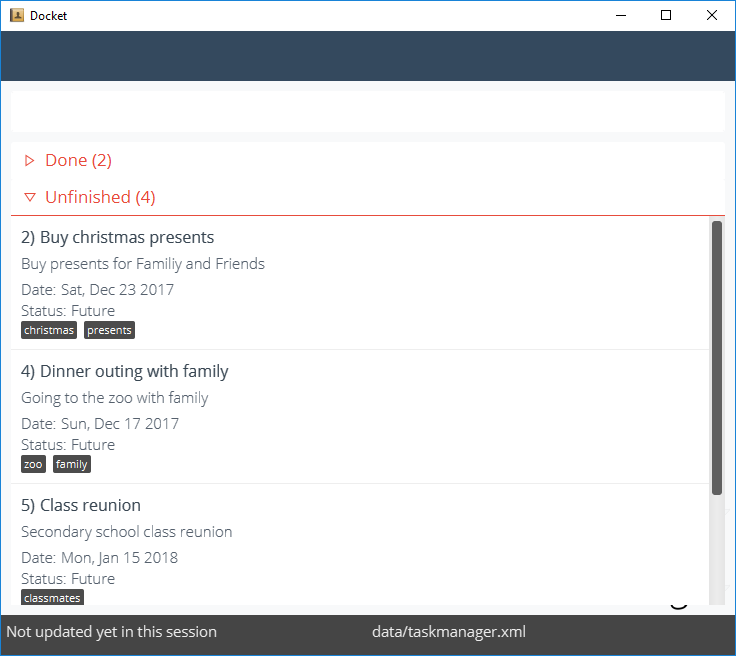 Docket
Done (2)
Unfinished (4)
2) Buy christmas presents
Buy presents for Familiy and Friends
Date: Sat, Dec 23 2017
Status: Future
christmas presents
4) Dinner outing with family
Going to the zoo with family
Date: Sun, Dec 17 2017
Status: Future
zoo family
5) Class reunion
Secondary school class reunion
Date: Mon, Jan 15 2018
Status: Future
classmates
Not updated yet in this session data/taskmanager.xml